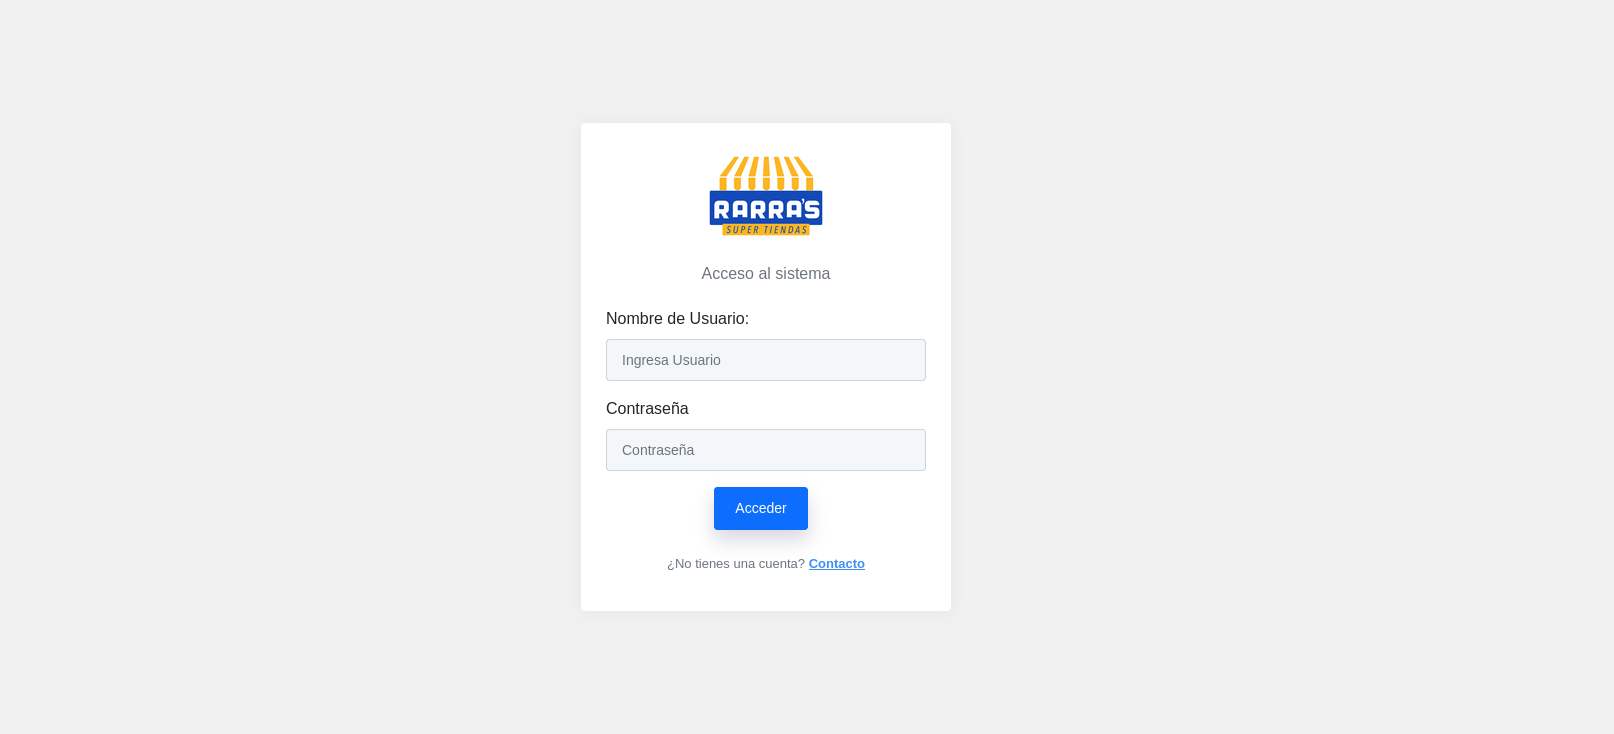 RARRA'S
SUPER TIENDAS
Acceso al sistema
Nombre de Usuario:
Ingresa Usuario
Contraseña
Contraseña
Acceder
¿No tienes una cuenta? Contacto